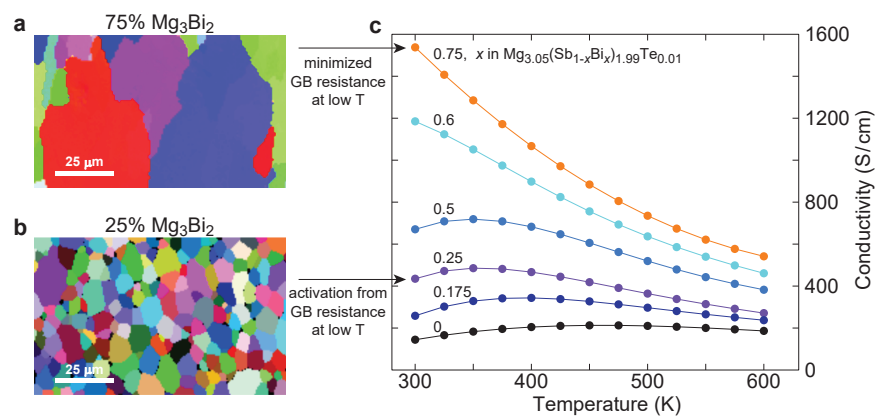 a
75% Mg3Bi2
25 μm
b
25% Mg3Bi2
25 μm
minimized
GB resistance
at low T
activation from
GB resistance
at low T
c
0.75, x in Mg3.05(Sb1-xBix)1.99Te0.01
0.6
0.5
0.25
0.175
0
1600
1200
800
400
0
Conductivity (S/cm)
300
400
500
600
Temperature (K)